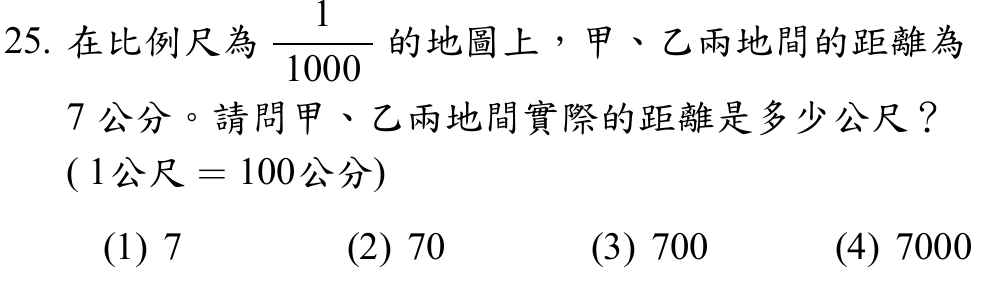 25. 在比例尺為 1/1000 的地圖上，甲、乙兩地間的距離為
7 公分。請問甲、乙兩地間實際的距離是多少公尺？
( 1公尺 = 100公分)
(1) 7 (2) 70 (3) 700 (4) 7000